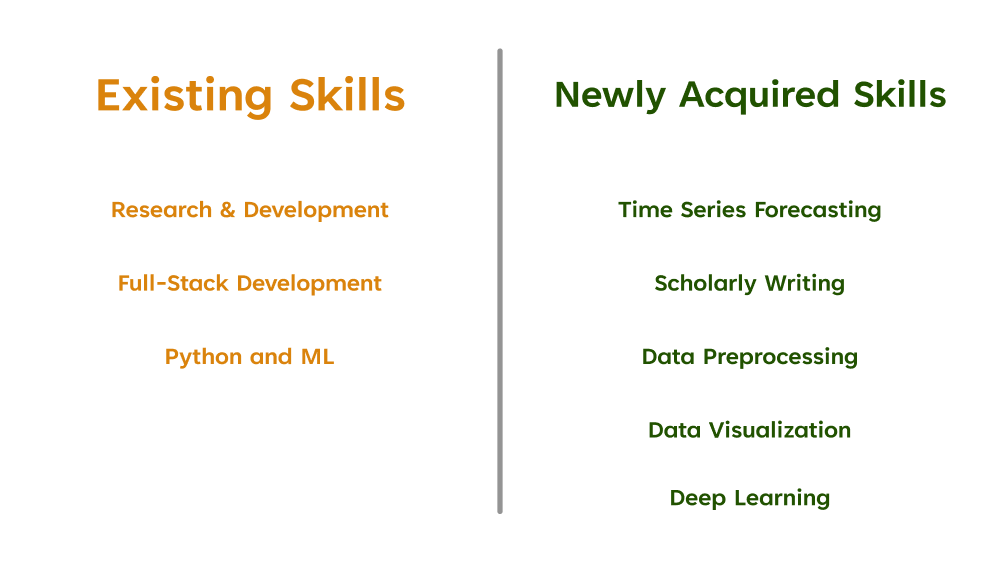 Existing Skills
Research & Development
Full-Stack Development
Python and ML
Newly Acquired Skills
Time Series Forecasting
Scholarly Writing
Data Preprocessing
Data Visualization
Deep Learning